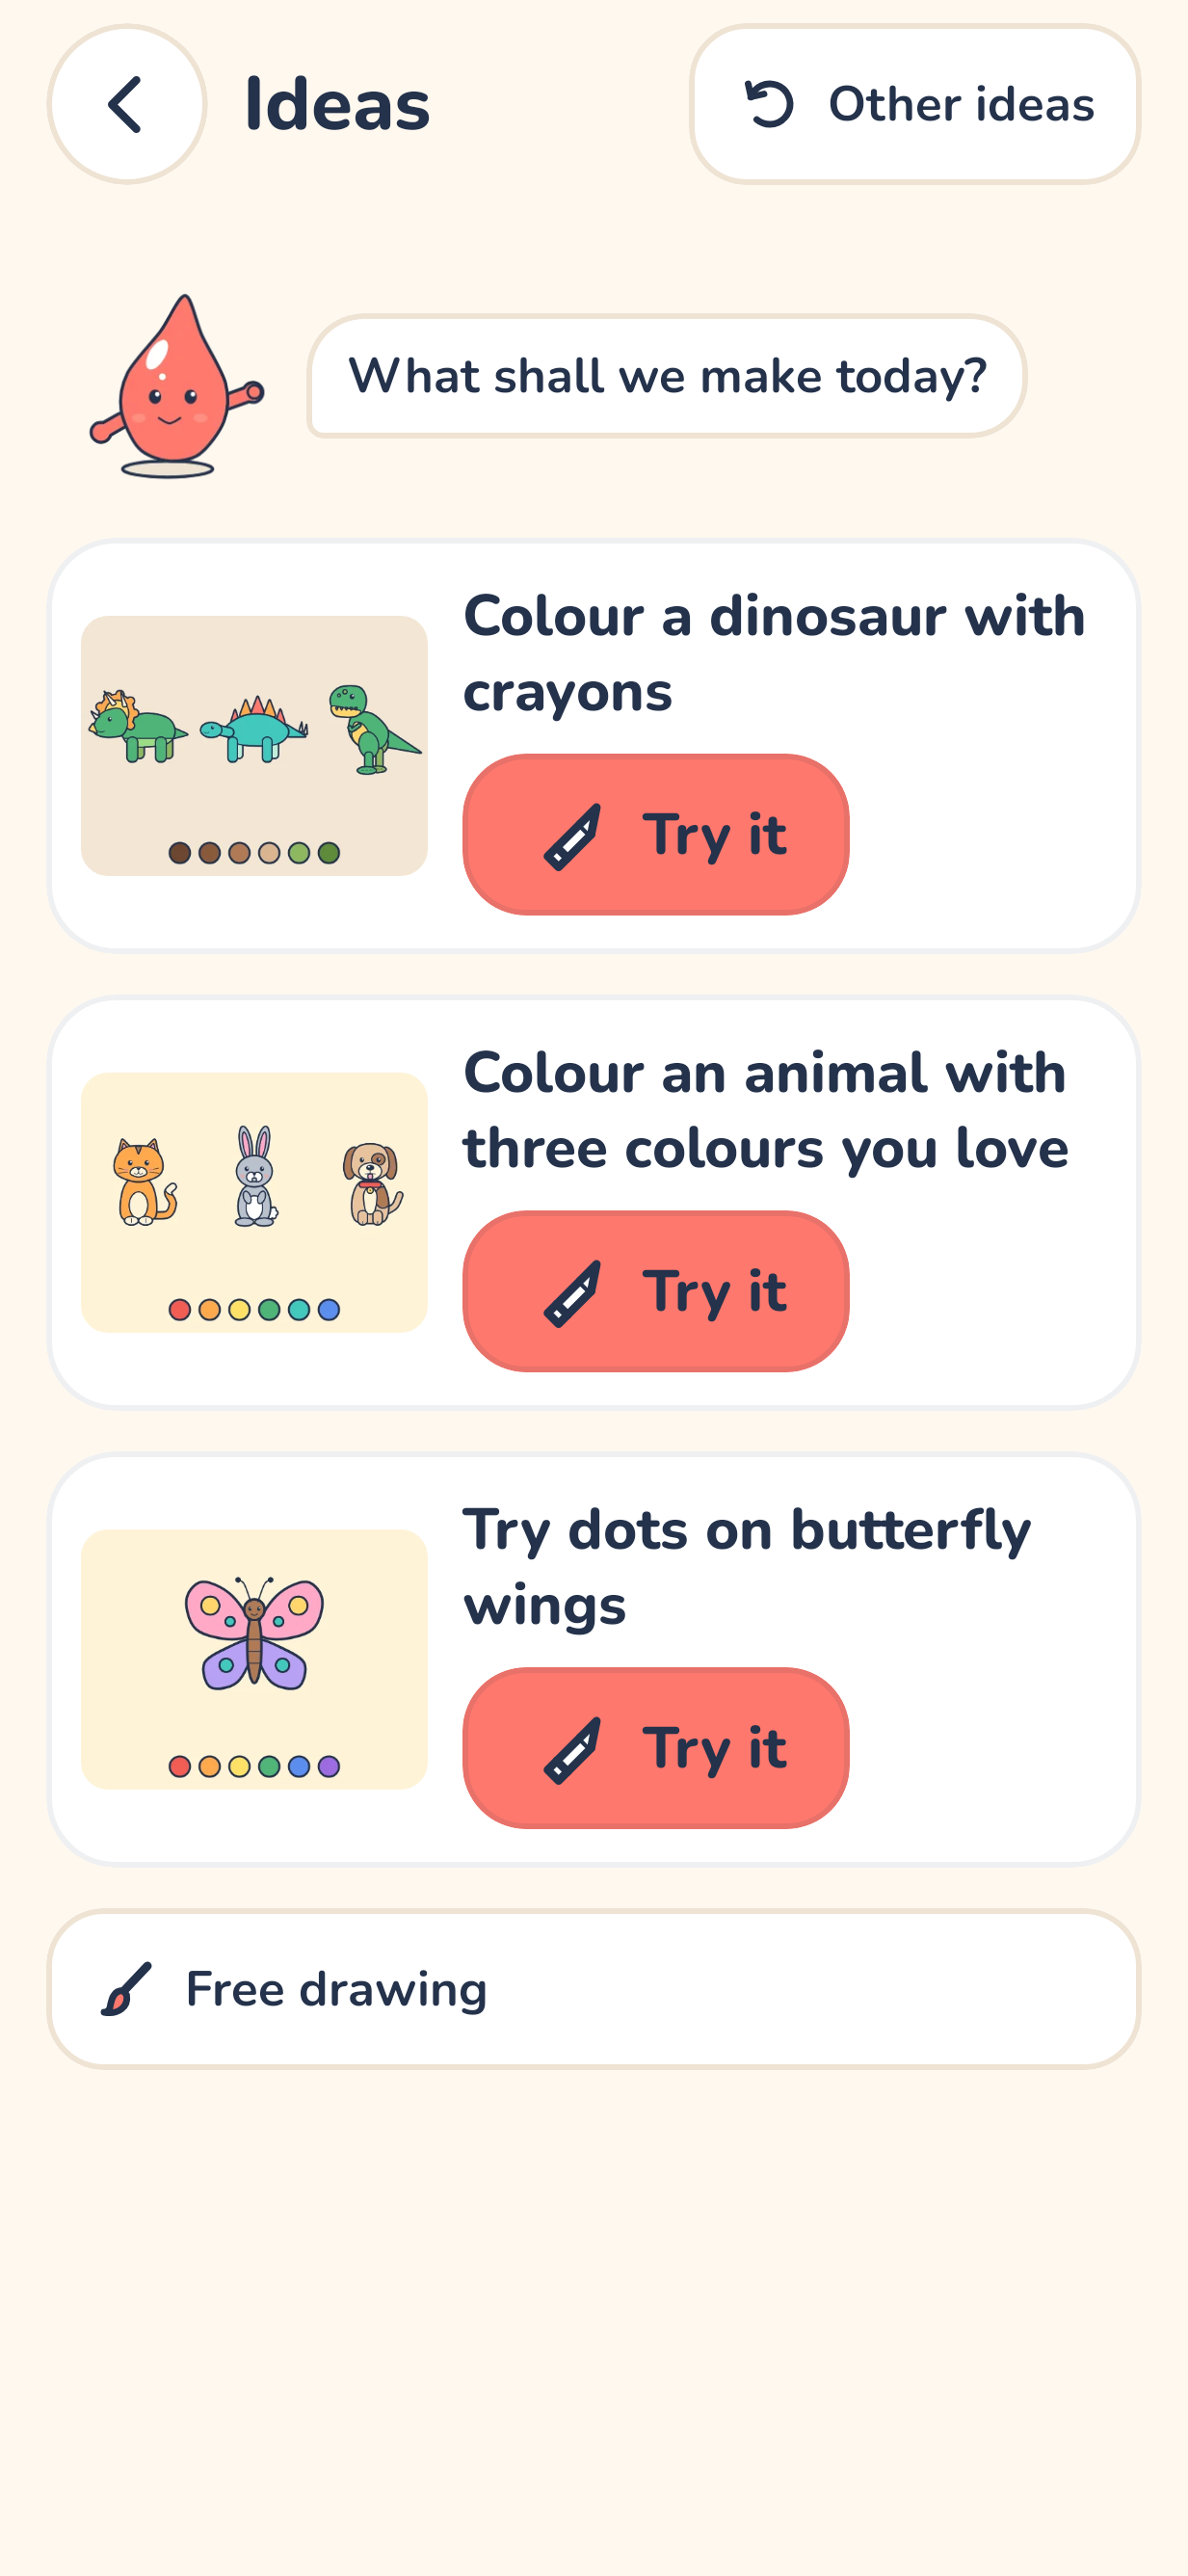 Ideas
Other ideas
What shall we make today?
Colour a dinosaur with
crayons
Try it
Colour an animal with
three colours you love
Try it
Try dots on butterfly
wings
Try it
Free drawing